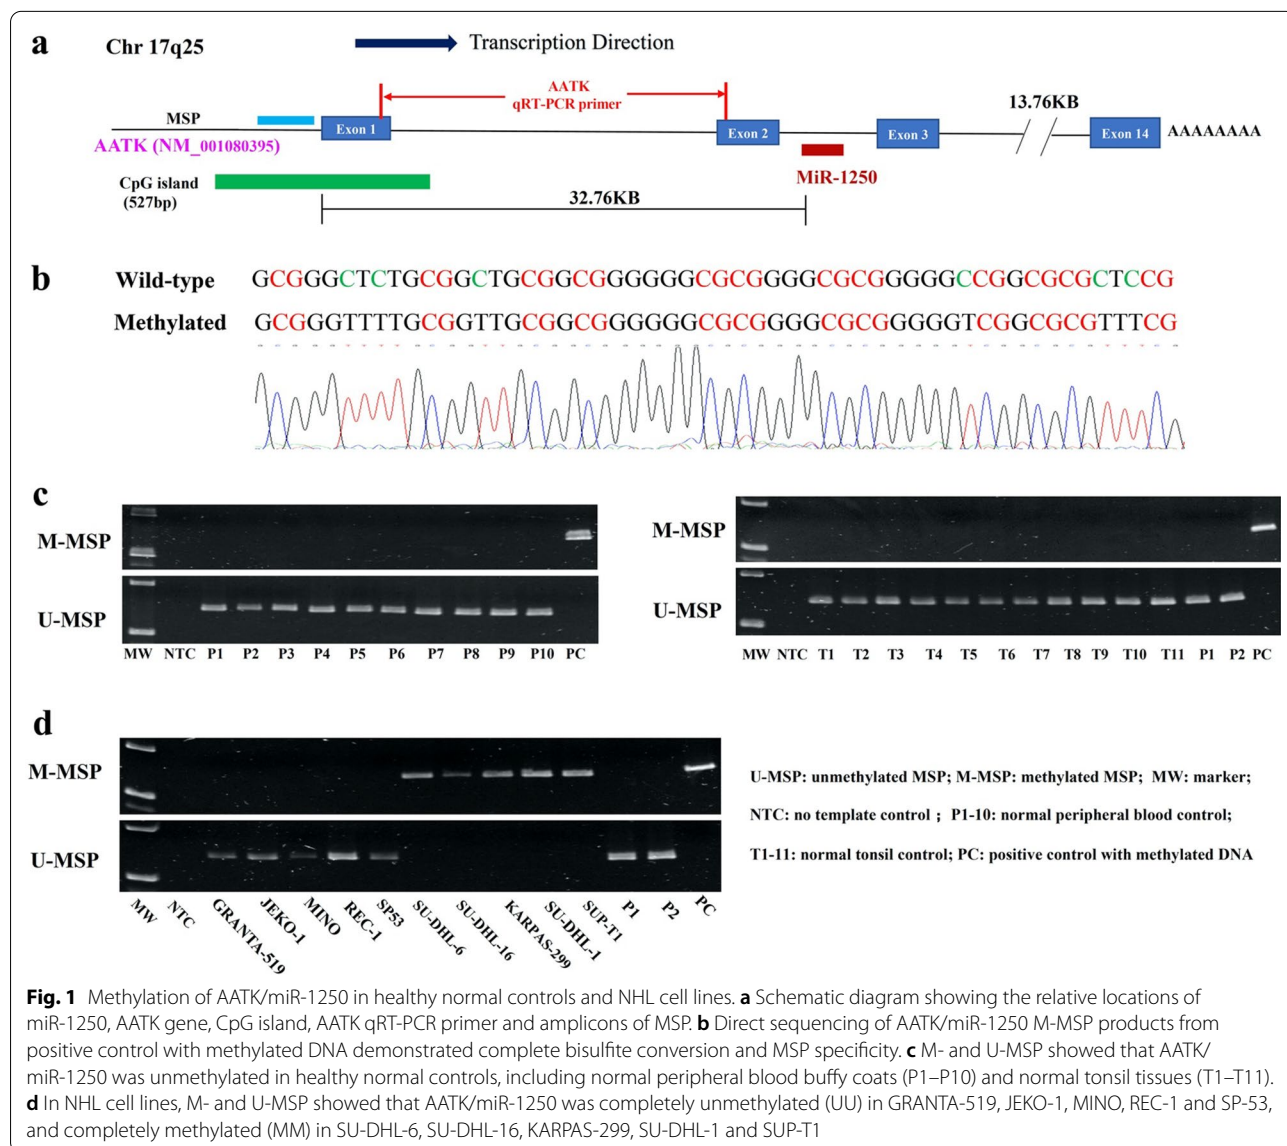 a
Chr 17q25
Transcription Direction
AATK
qRT-PCR primer
13.76KB
MSP
Exon 1
Exon 2
Exon 3
Exon 14
AAAAAAAA
AATK (NM_001080395)
MiR-1250
CpG island
(527bp)
32.76KB
b
Wild-type GCGGGCTCTGCGGCTGCGGCGGGGGGCGCGGGGCGCGGGGGCCGGCGCGCTCCG
Methylated GCGGGTTTTGCGGTTGCGGCGGGGGGCGCGGGGCGCGGGGGTCGGCGCGTTTCG
c
M-MSP
U-MSP
MW NTC P1 P2 P3 P4 P5 P6 P7 P8 P9 P10 PC
M-MSP
U-MSP
MW NTC T1 T2 T3 T4 T5 T6 T7 T8 T9 T10 T11 P1 P2 PC
d
M-MSP
U-MSP
MW NTC GRANTA-519 JEKO-1 MINO REC-1 SP53 SU-DHL-6 SU-DHL-16 KARPAS-299 SU-DHL-1 SUP-T1 P1 P2 PC
U-MSP: unmethylated MSP; M-MSP: methylated MSP; MW: marker;
NTC: no template control ; P1-10: normal peripheral blood control;
T1-11: normal tonsil control; PC: positive control with methylated DNA
Fig. 1 Methylation of AATK/miR-1250 in healthy normal controls and NHL cell lines. a Schematic diagram showing the relative locations of
miR-1250, AATK gene, CpG island, AATK qRT-PCR primer and amplicons of MSP. b Direct sequencing of AATK/miR-1250 M-MSP products from
positive control with methylated DNA demonstrated complete bisulfite conversion and MSP specificity. c M- and U-MSP showed that AATK/
miR-1250 was unmethylated in healthy normal controls, including normal peripheral blood buffy coats (P1–P10) and normal tonsil tissues (T1–T11).
d In NHL cell lines, M- and U-MSP showed that AATK/miR-1250 was completely unmethylated (UU) in GRANTA-519, JEKO-1, MINO, REC-1 and SP-53,
and completely methylated (MM) in SU-DHL-6, SU-DHL-16, KARPAS-299, SU-DHL-1 and SUP-T1